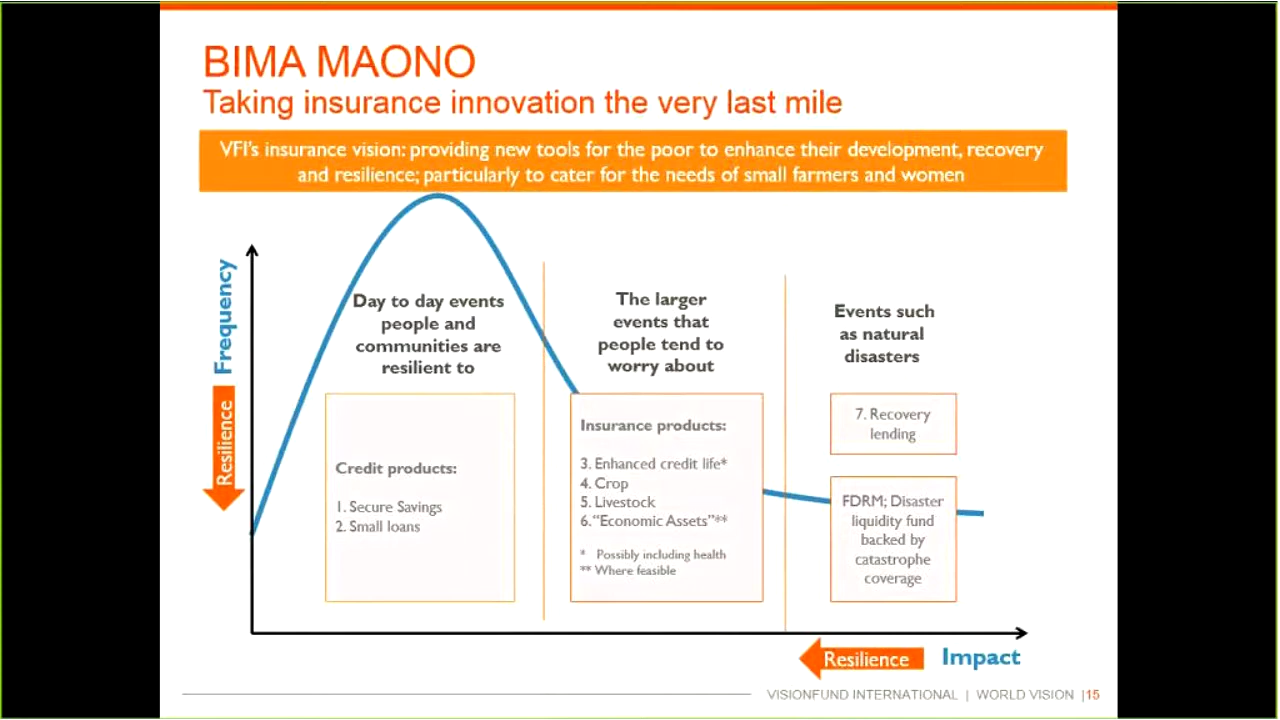 BIMA MAONO
Taking insurance innovation the very last mile
VFI's insurance vision: providing new tools for the poor to enhance their development, recovery
and resilience; particularly to cater for the needs of small farmers and women
Frequency
Resilience
Day to day events
people and
communities are
resilient to
Credit products:
1. Secure Savings
2. Small loans
The larger
events that
people tend to
worry about
Insurance products:
3. Enhanced credit life*
4. Crop
5. Livestock
6. "Economic Assets"**
* Possibly including health
** Where feasible
Events such
as natural
disasters
7. Recovery
lending
FDRM; Disaster
liquidity fund
backed by
catastrophe
coverage
Resilience
Impact
VISIONFUND INTERNATIONAL | WORLD VISION |15